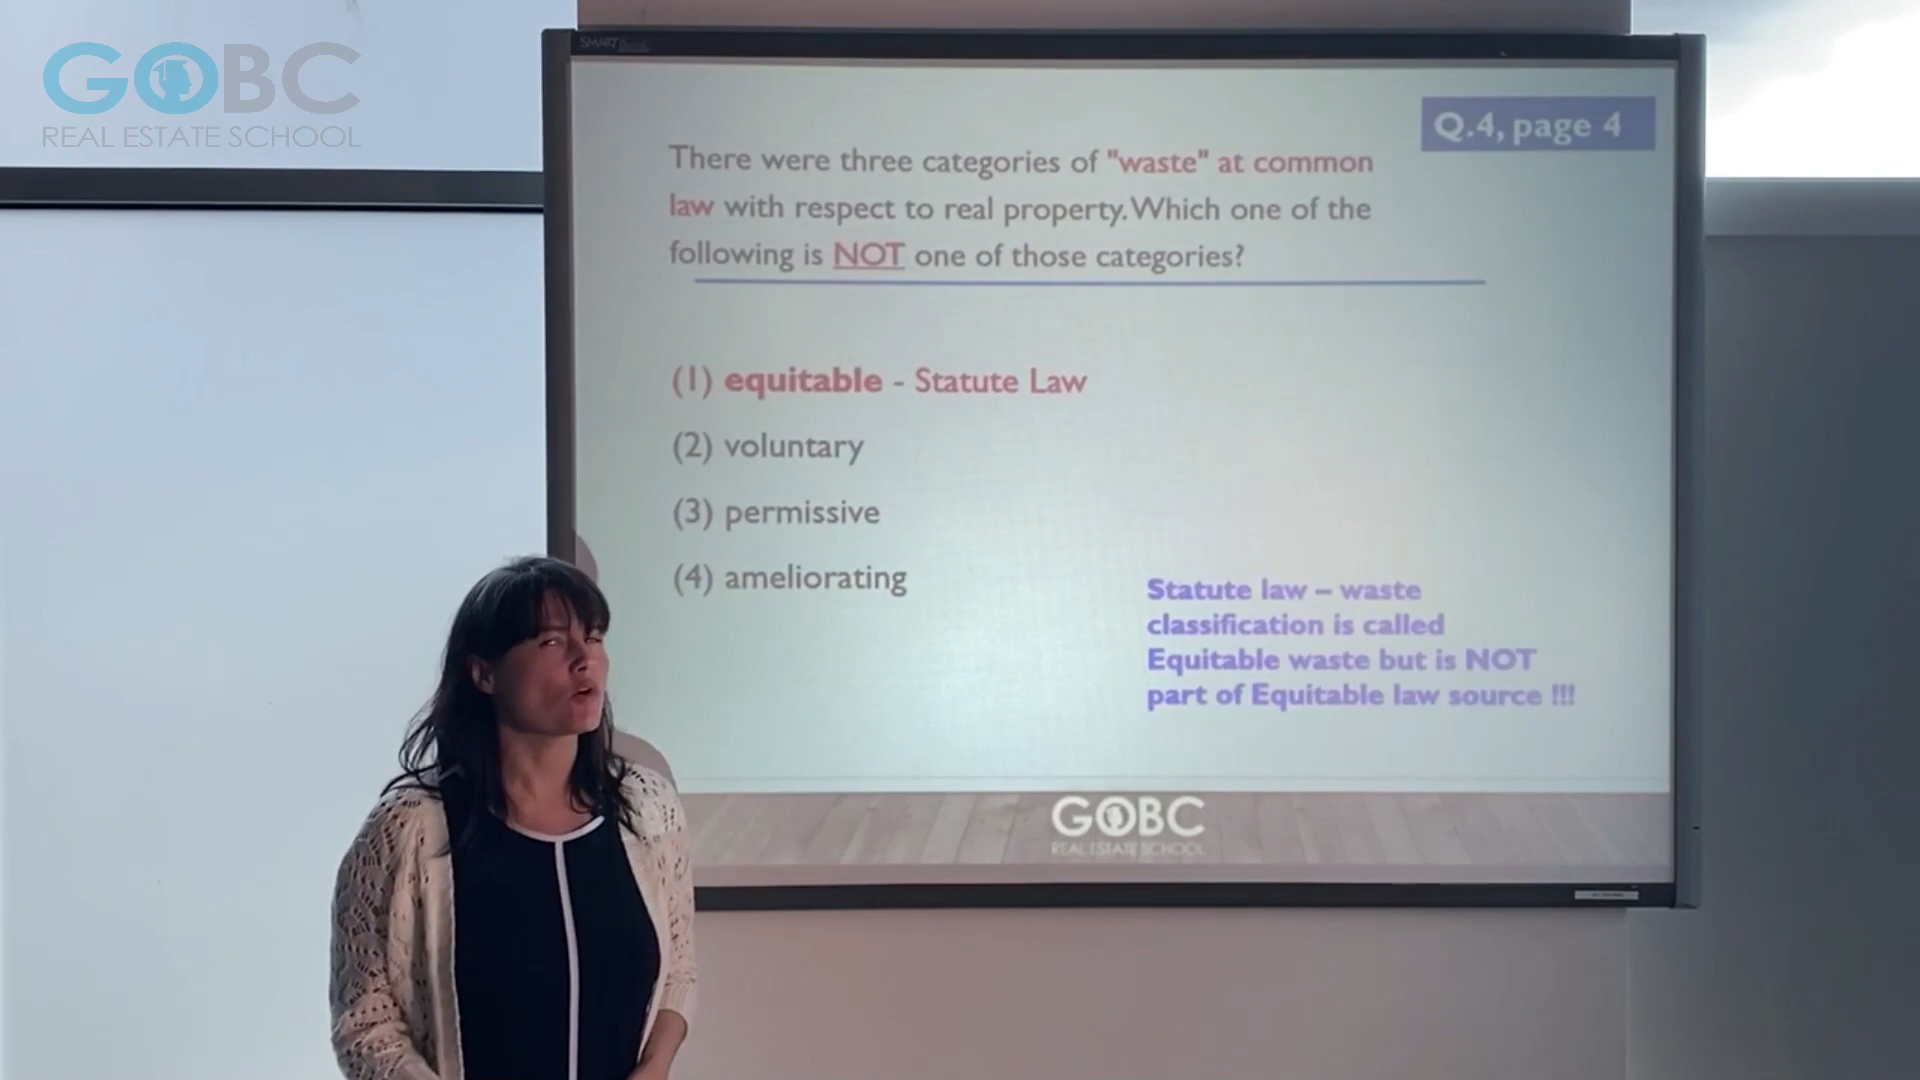 GOBC
REAL ESTATE SCHOOL
SMART
Q.4, page 4
There were three categories of "waste" at common
law with respect to real property. Which one of the
following is NOT one of those categories?
(1) equitable - Statute Law
(2) voluntary
(3) permissive
(4) ameliorating
Statute law – waste
classification is called
Equitable waste but is NOT
part of Equitable law source !!!
GOBC
REAL ESTATE SCHOOL